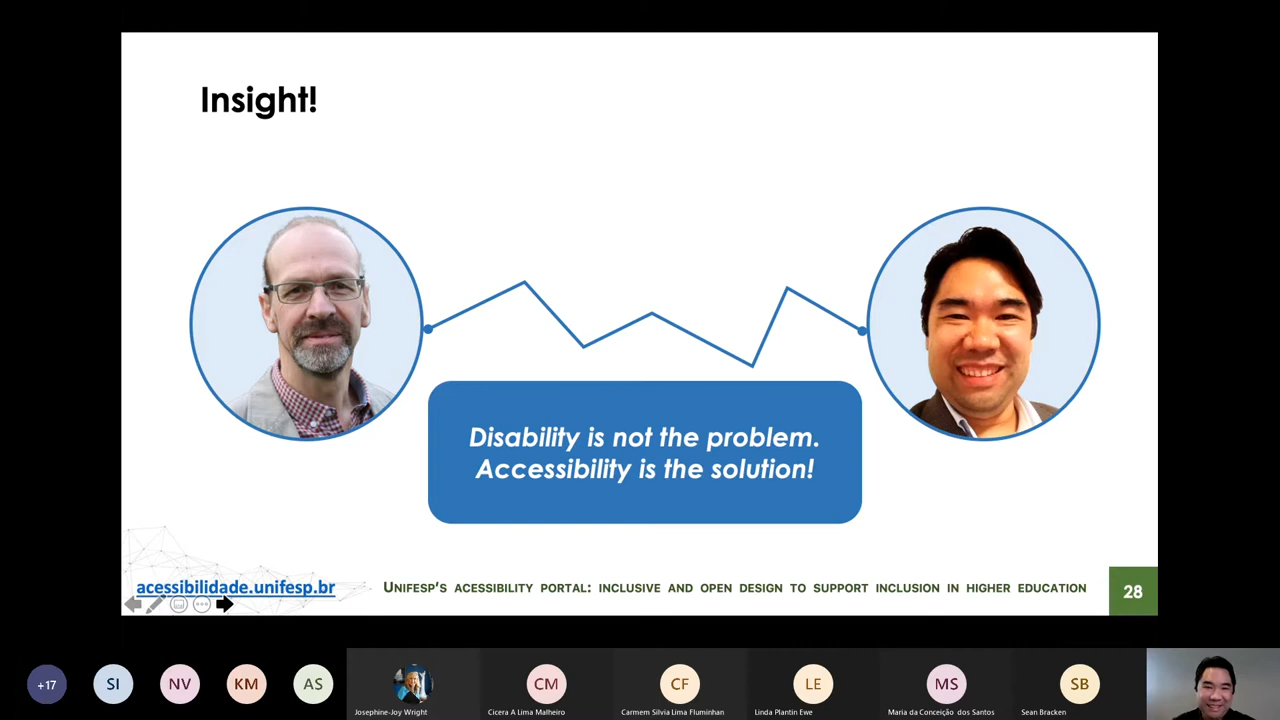 Insight!
Disability is not the problem.
Accessibility is the solution!
acessibilidade.unifesp.br
Unifesp's acessibility portal: inclusive and open design to support inclusion in higher education
28
+17
SI
NV
KM
AS
CM
CF
LE
MS
SB
Josephine-Joy Wright
Cicera A Lima Malheiro
Carmem Silvia Lima Fluminhan
Linda Plantin Ewe
Maria da Conceição dos Santos
Sean Bracken